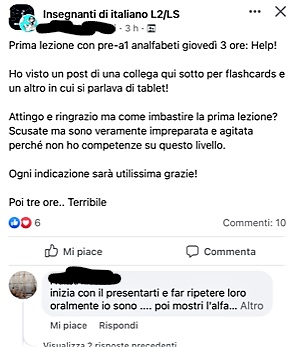 Insegnanti di italiano L2/LS
· 3 h ·
Prima lezione con pre-a1 analfabeti giovedì 3 ore: Help!
Ho visto un post di una collega qui sotto per flashcards e
un altro in cui si parlava di tablet!
Attingo e ringrazio ma come imbastire la prima lezione?
Scusate ma sono veramente impreparata e agitata
perché non ho competenze su questo livello.
Ogni indicazione sarà utilissima grazie!
Poi tre ore.. Terribile
6
Commenti: 10
Mi piace
Commenta
inizia con il presentarti e far ripetere loro
oralmente io sono .... poi mostri l'alfa... Altro
Mi piace Rispondi
Visualizza 2 risposte precedenti